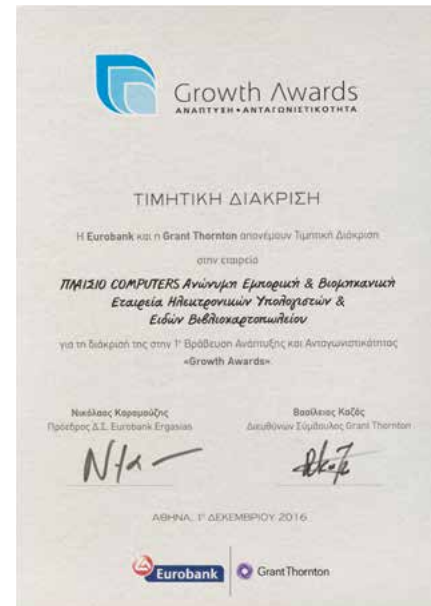 Growth Awards
ΑΝΑΠΤΥΞΗ • ΑΝΤΑΓΩΝΙΣΤΙΚΟΤΗΤΑ
ΤΙΜΗΤΙΚΗ ΔΙΑΚΡΙΣΗ
Η Eurobank και η Grant Thornton απονέμουν Τιμητική Διάκριση
στην εταιρεία
ΠΛΑΙΣΙΟ COMPUTERS Ανώνυμη Εμπορική & Βιομηχανική
Εταιρεία Ηλεκτρονικών Υπολογιστών &
Ειδών Βιβλιοχαρτοπωλείου
για τη διάκρισή της στην 1η Βράβευση Ανάπτυξης και Ανταγωνιστικότητας
«Growth Awards»
Νικόλαος Καραμούζης
Πρόεδρος Δ.Σ. Eurobank Ergasias
Βασίλειος Καζάς
Διευθύνων Σύμβουλος Grant Thornton
ΑΘΗΝΑ, 1η ΔΕΚΕΜΒΡΙΟΥ 2016
Eurobank
Grant Thornton